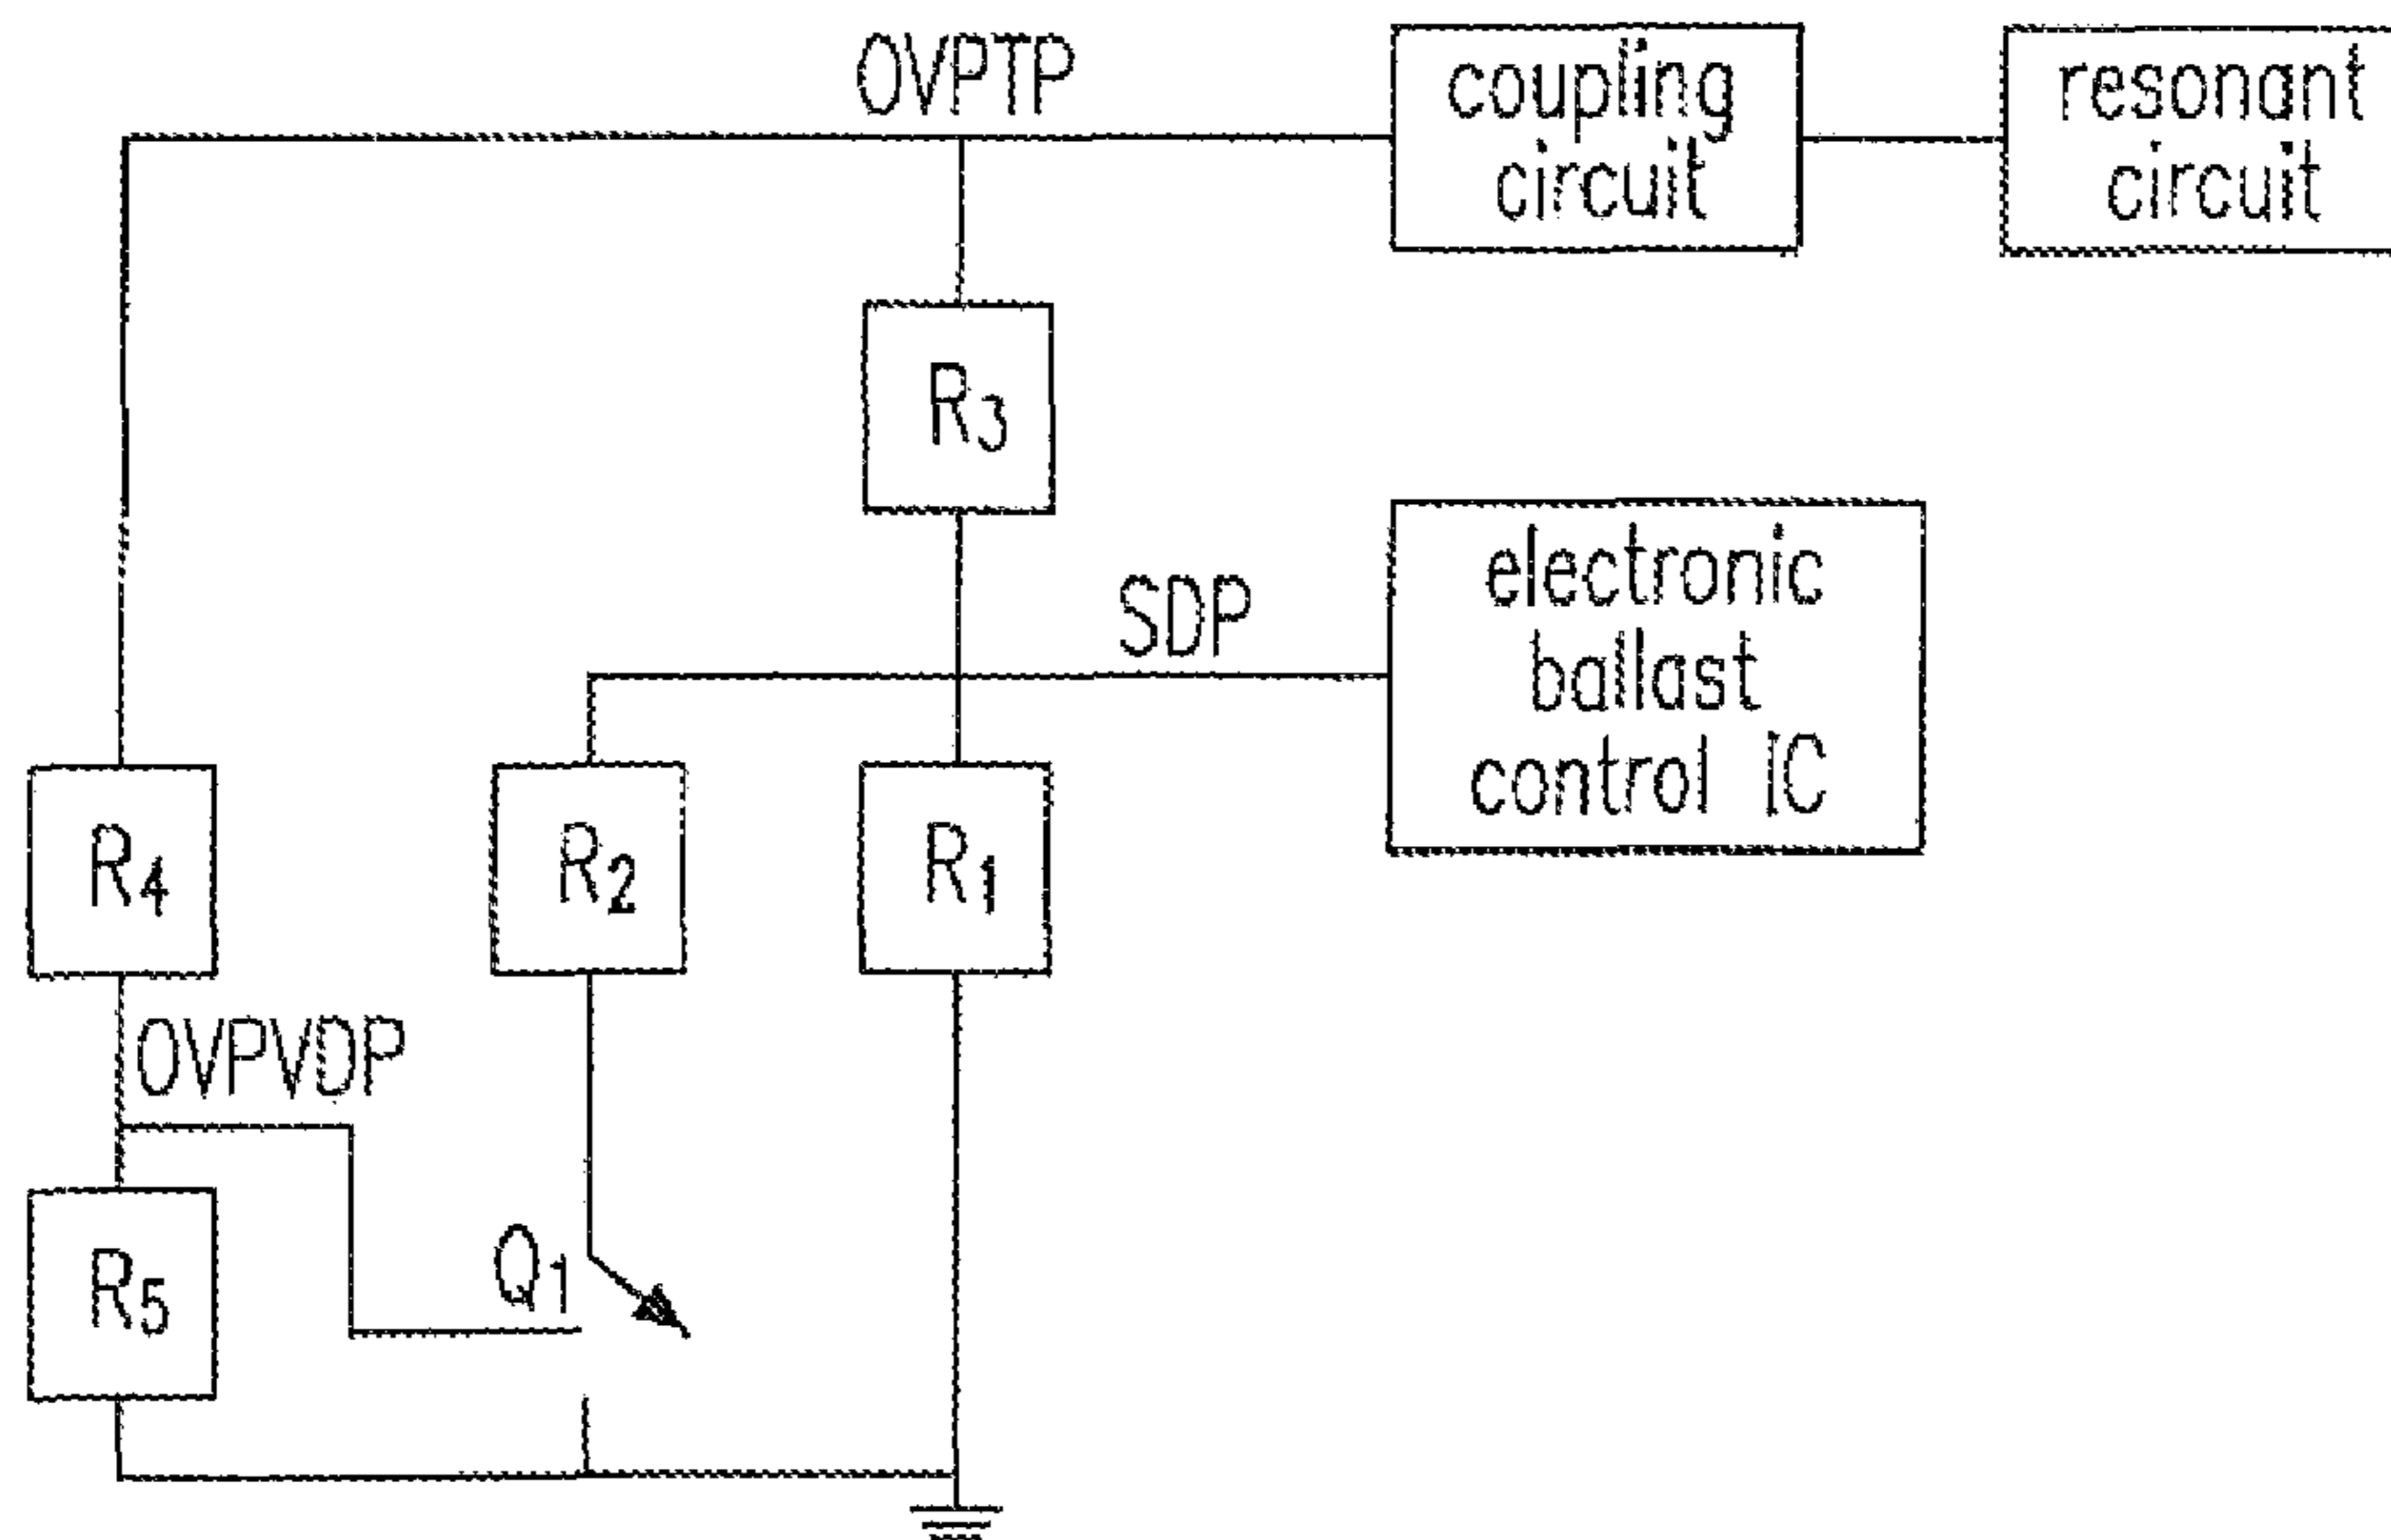 OVPTP
coupling
circuit
resonant
circuit
R3
SDP
electronic
ballast
control IC
R4
R2
R1
OVPVDP
Q1
R5